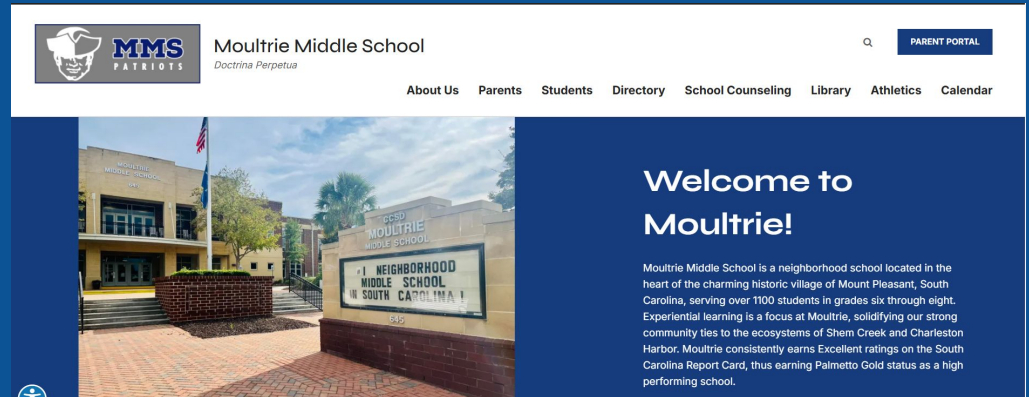 MMS
PATRIOTS
Moultrie Middle School
Doctrina Perpetua
PARENT PORTAL
About Us Parents Students Directory School Counseling Library Athletics Calendar
MOULTRIE
MIDDLE SCHOOL
645
CCSD
MOULTRIE
MIDDLE SCHOOL
#1 NEIGHBORHOOD
MIDDLE SCHOOL
IN SOUTH CAROLINA!
645
Welcome to
Moultrie!
Moultrie Middle School is a neighborhood school located in the
heart of the charming historic village of Mount Pleasant, South
Carolina, serving over 1100 students in grades six through eight.
Experiential learning is a focus at Moultrie, solidifying our strong
community ties to the ecosystems of Shem Creek and Charleston
Harbor. Moultrie consistently earns Excellent ratings on the South
Carolina Report Card, thus earning Palmetto Gold status as a high
performing school.